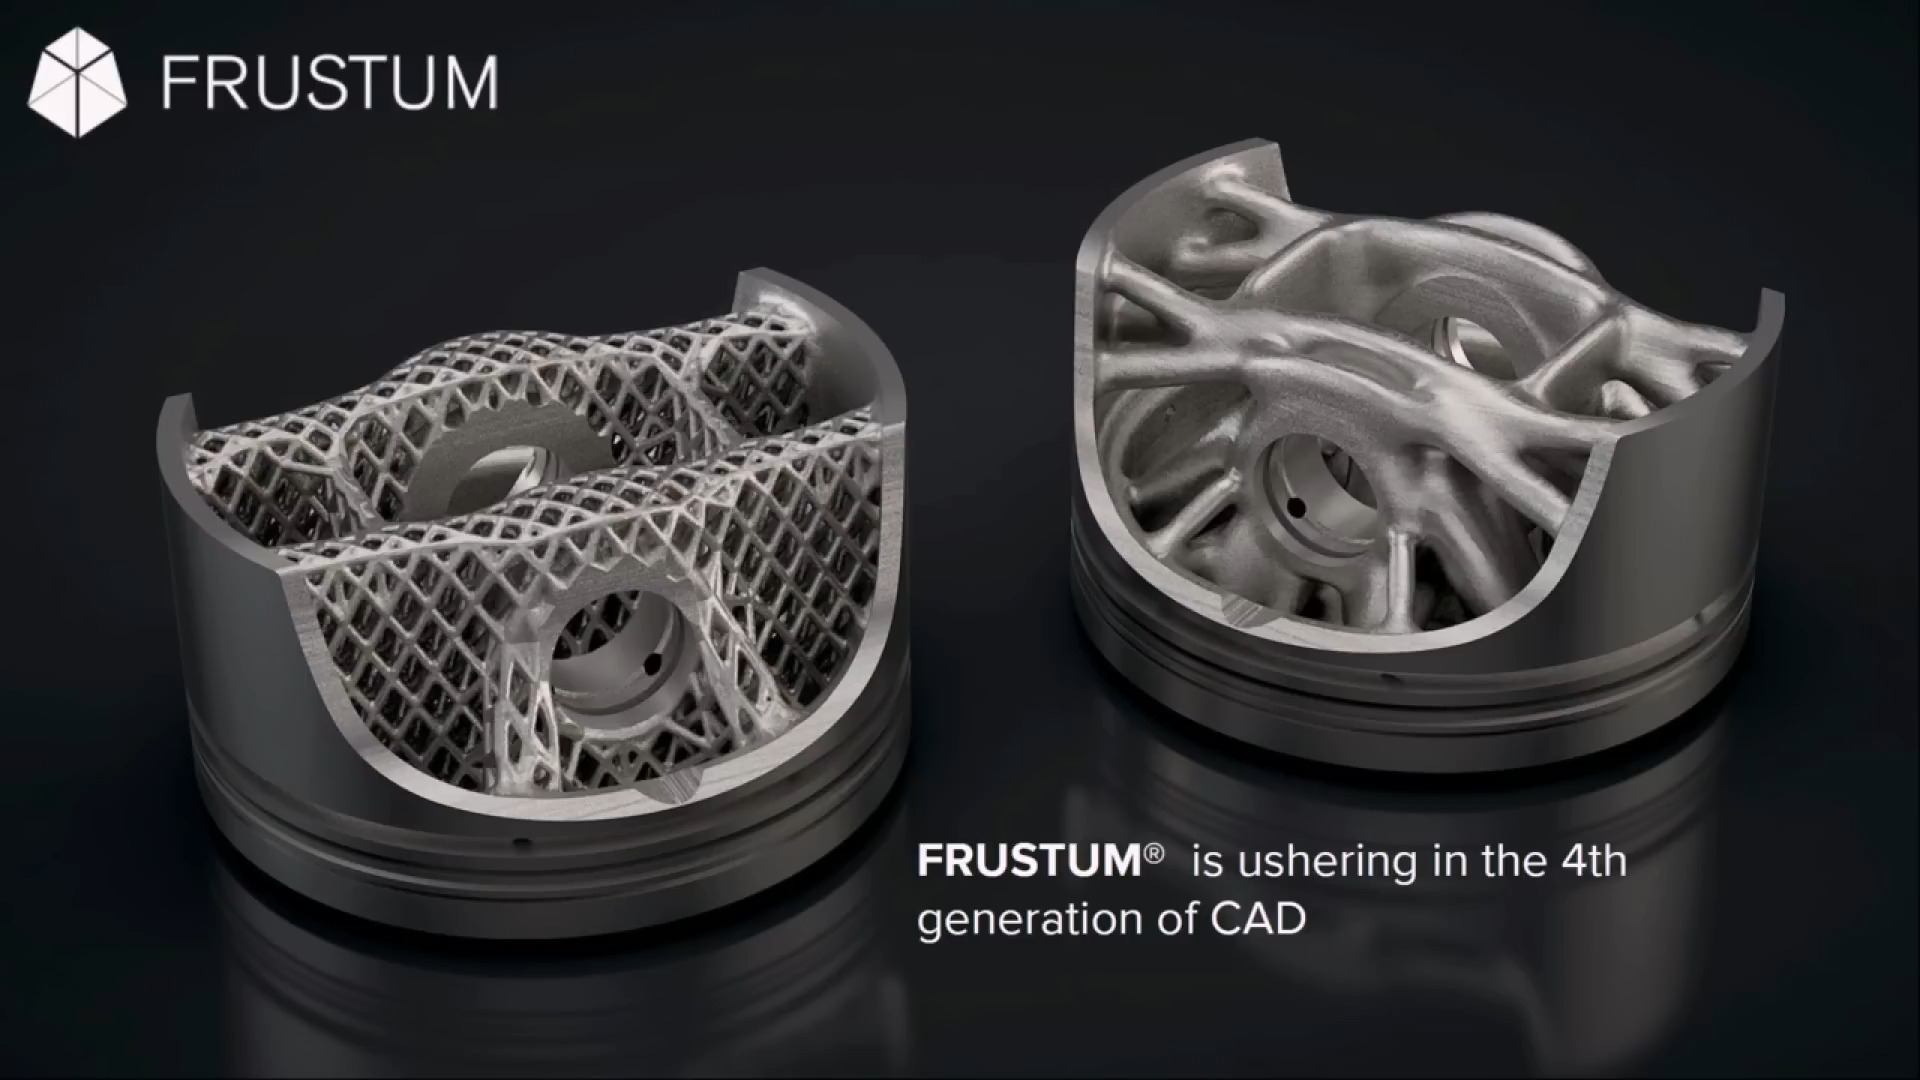 FRUSTUM
FRUSTUM® is ushering in the 4th
generation of CAD